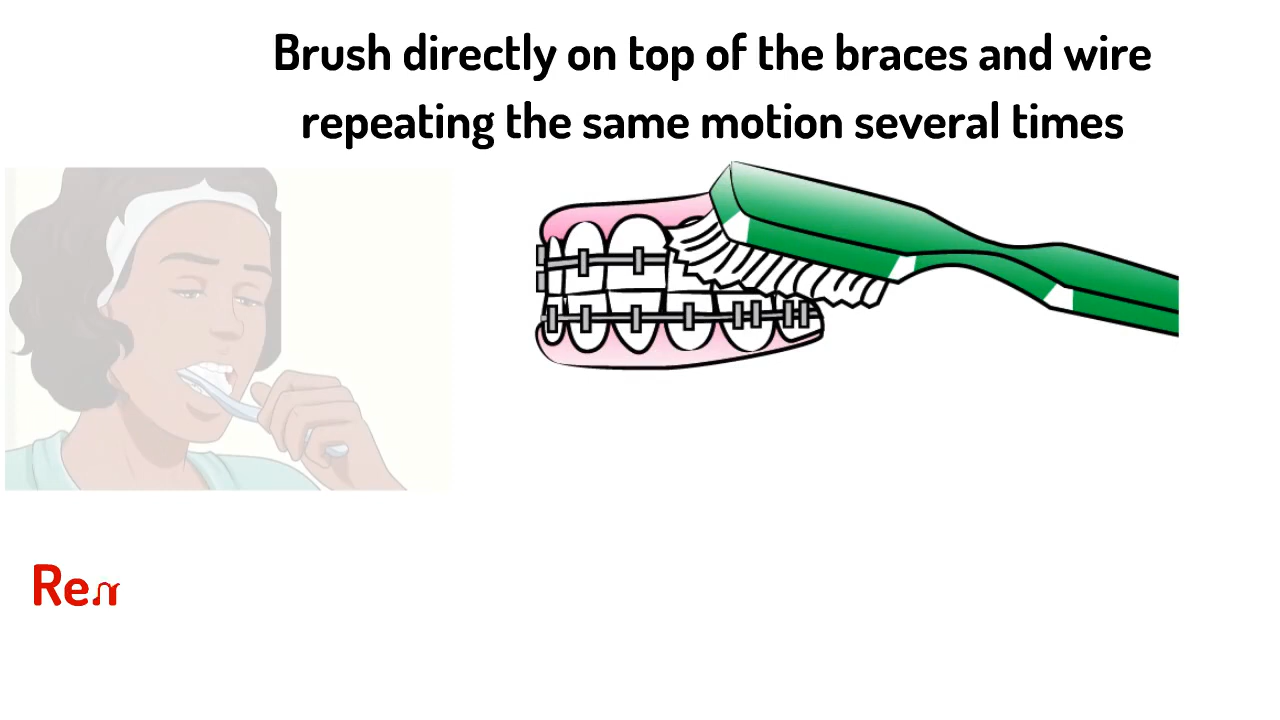 Brush directly on top of the braces and wire
repeating the same motion several times